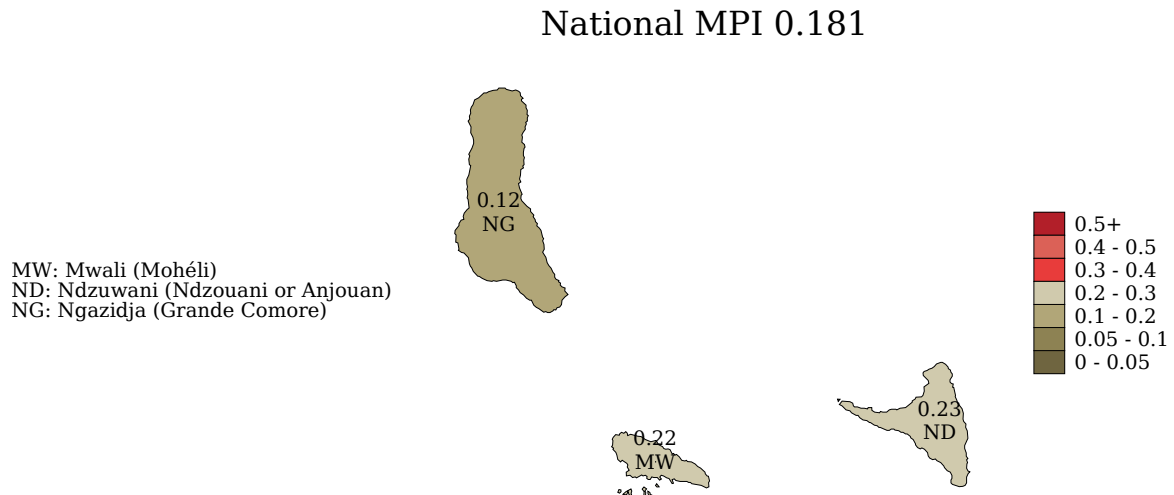 National MPI 0.181
0.12
NG
MW: Mwali (Mohéli)
ND: Ndzuwani (Ndzouani or Anjouan)
NG: Ngazidja (Grande Comore)
0.5+
0.4 - 0.5
0.3 - 0.4
0.2 - 0.3
0.1 - 0.2
0.05 - 0.1
0 - 0.05
0.22
MW
0.23
ND